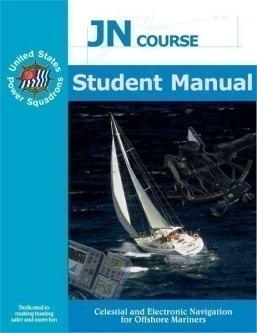 JN COURSE
Student Manual
United States
Power Squadrons
Dedicated to
making boating
safer and more fun
Celestial and Electronic Navigation
for Offshore Mariners